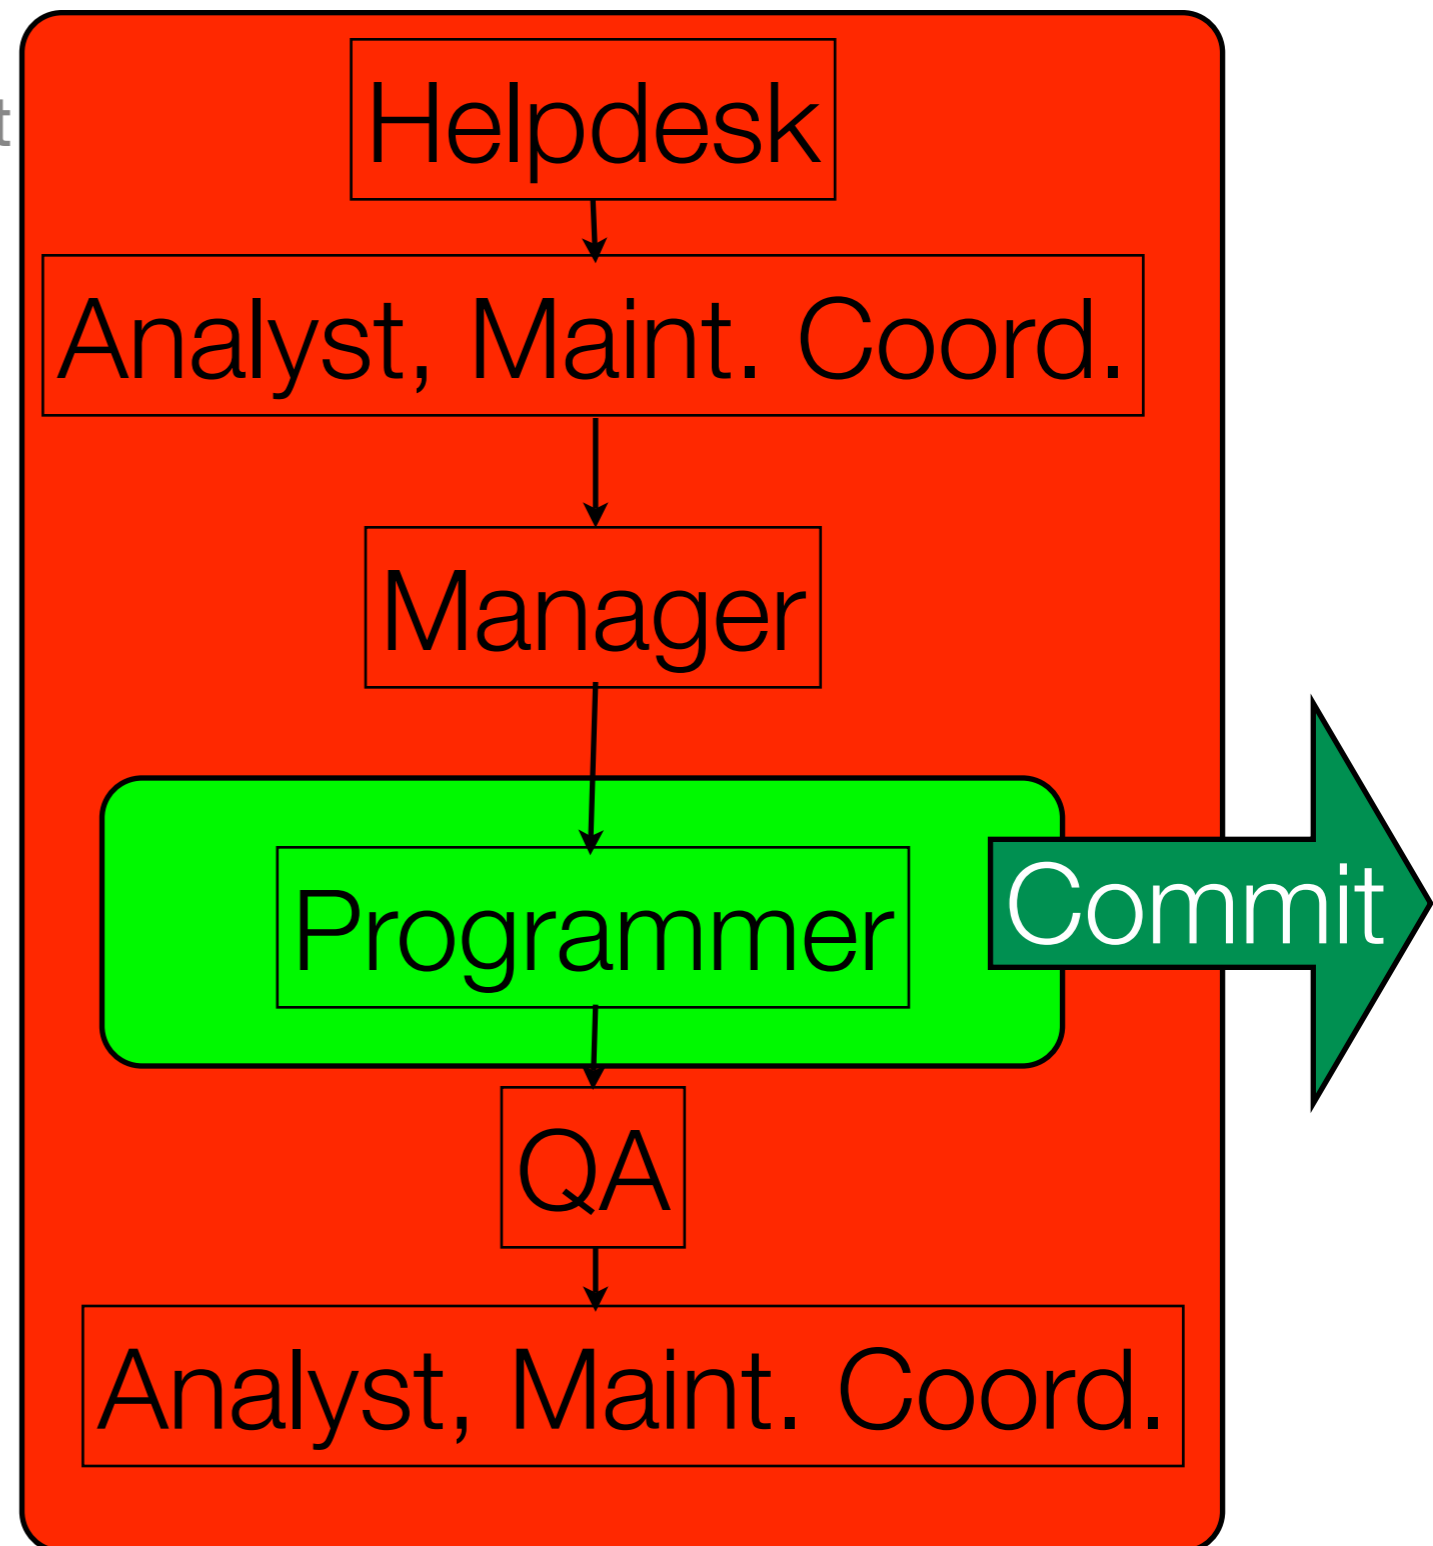 Helpdesk
Analyst, Maint. Coord.
Manager
Programmer
Commit
QA
Analyst, Maint. Coord.